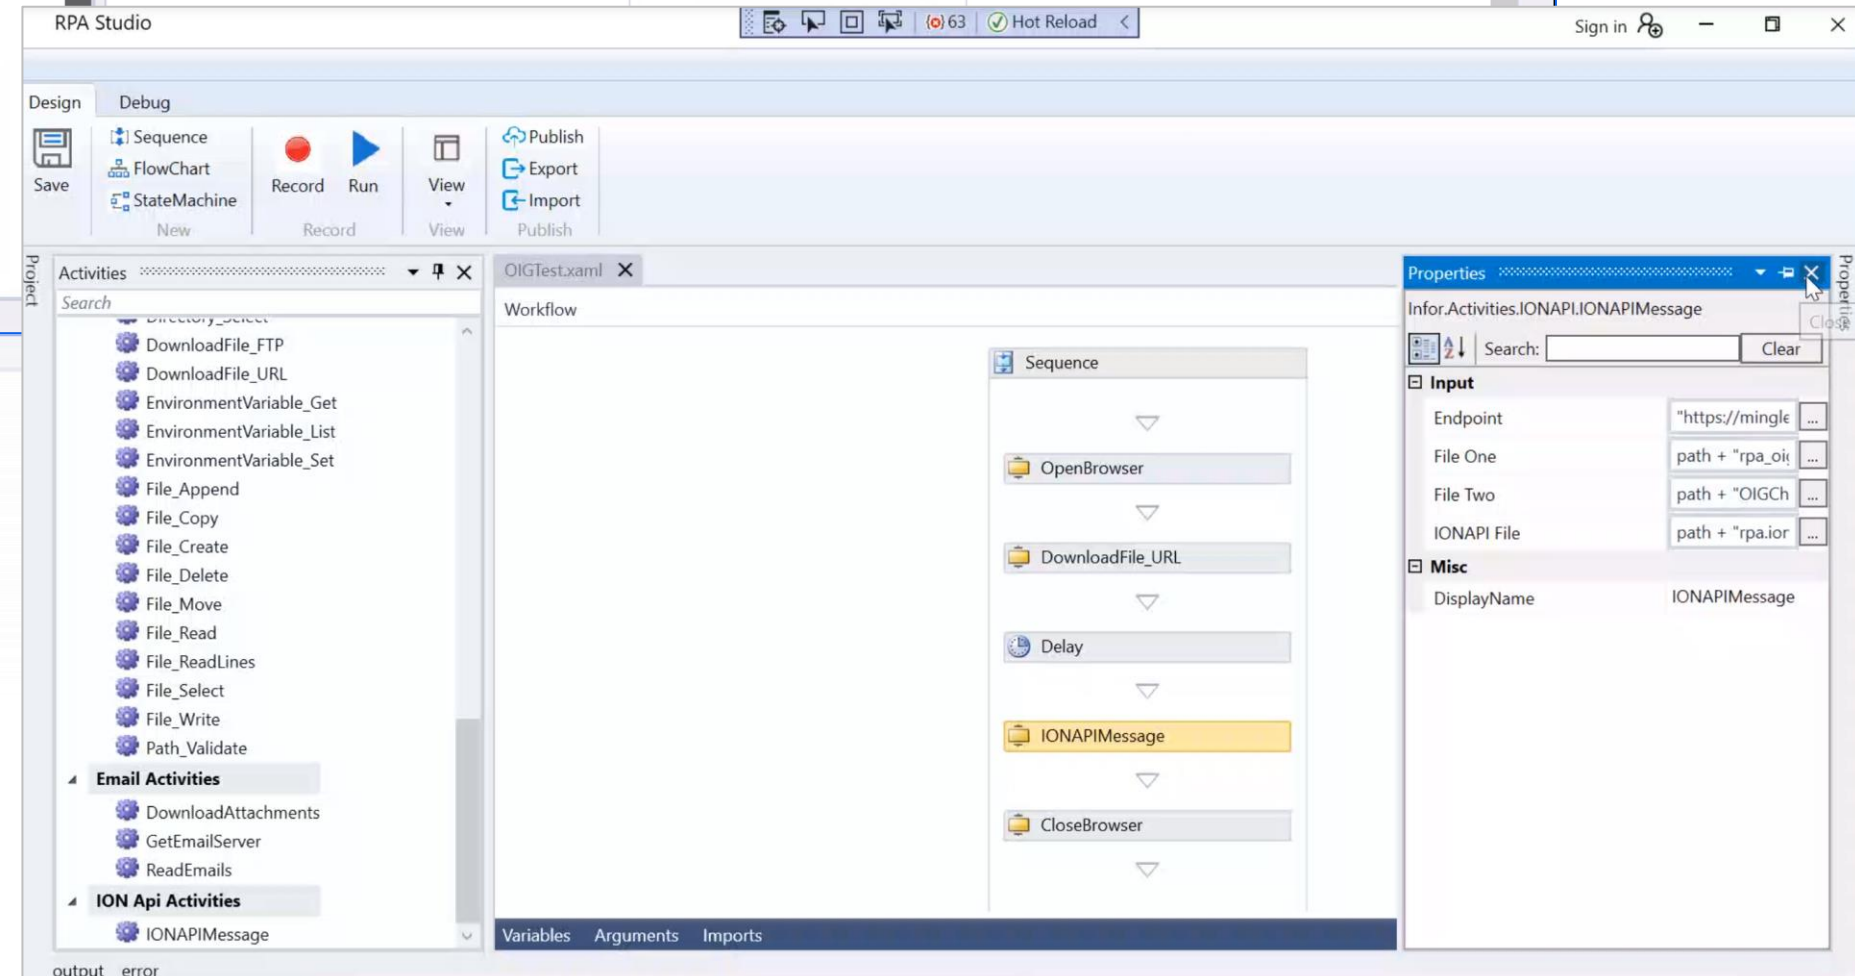 RPA Studio
63
Hot Reload
Sign in
Design
Debug
Save
Sequence
FlowChart
StateMachine
New
Record
Run
Record
View
View
Publish
Export
Import
Publish
Project
Activities
Search
Directory_Select
DownloadFile_FTP
DownloadFile_URL
EnvironmentVariable_Get
EnvironmentVariable_List
EnvironmentVariable_Set
File_Append
File_Copy
File_Create
File_Delete
File_Move
File_Read
File_ReadLines
File_Select
File_Write
Path_Validate
Email Activities
DownloadAttachments
GetEmailServer
ReadEmails
ION Api Activities
IONAPIMessage
output error
OIGTest.xaml
Workflow
Sequence
OpenBrowser
DownloadFile_URL
Delay
IONAPIMessage
CloseBrowser
Variables Arguments Imports
Properties
Infor.Activities.IONAPI.IONAPIMessage
Search:
Clear
Input
Endpoint "https://mingle ...
File One path + "rpa_oig ...
File Two path + "OIGCh ...
IONAPI File path + "rpa.ion ...
Misc
DisplayName IONAPIMessage
Close
Properties